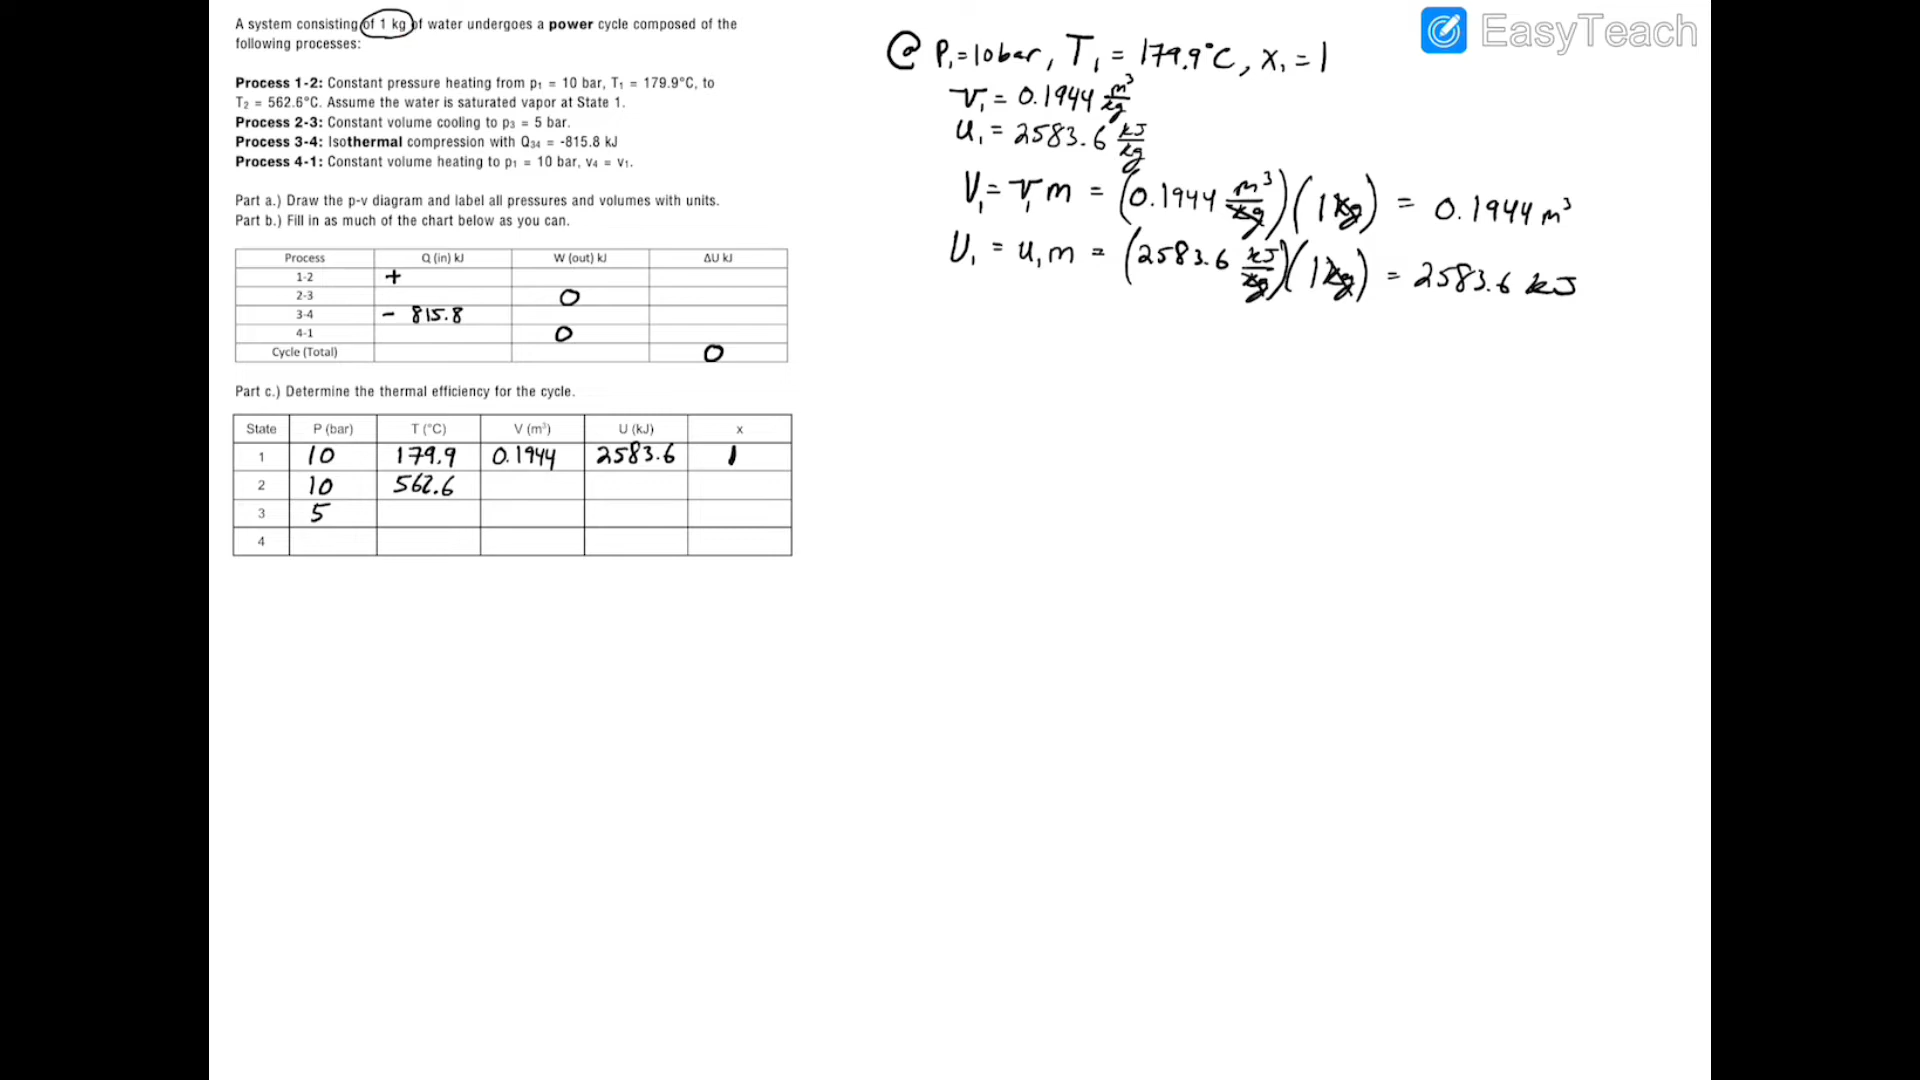 A system consisting of 1 kg of water undergoes a power cycle composed of the
following processes:
Process 1-2: Constant pressure heating from p₁ = 10 bar, T₁ = 179.9°C, to
T₂ = 562.6°C. Assume the water is saturated vapor at State 1.
Process 2-3: Constant volume cooling to p₃ = 5 bar.
Process 3-4: Isothermal compression with Q₃₄ = -815.8 kJ
Process 4-1: Constant volume heating to p₁ = 10 bar, v₄ = v₁.
Part a.) Draw the p-v diagram and label all pressures and volumes with units.
Part b.) Fill in as much of the chart below as you can.
Process Q (in) kJ W (out) kJ ΔU kJ
1-2 +
2-3 0
3-4 - 815.8
4-1 0
Cycle (Total) 0
Part c.) Determine the thermal efficiency for the cycle.
State P (bar) T (°C) V (m³) U (kJ) x
1 10 179.9 0.1944 2583.6 1
2 10 562.6
3 5
4
EasyTeach
@ P₁ = 10 bar, T₁ = 179.9°C, x₁ = 1
v₁ = 0.1944 m³/kg
u₁ = 2583.6 kJ/kg
V₁ = v₁ m = (0.1944 m³/kg)(1 kg) = 0.1944 m³
U₁ = u₁ m = (2583.6 kJ/kg)(1 kg) = 2583.6 kJ